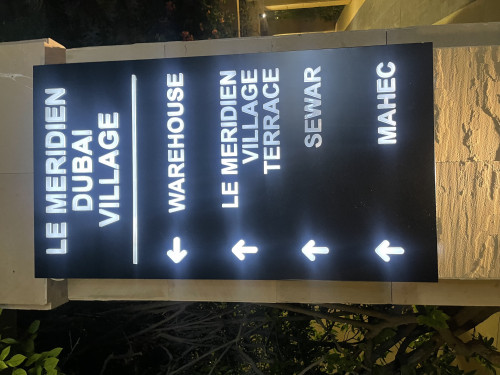 LE MERIDIEN
DUBAI
VILLAGE
WAREHOUSE
LE MERIDIEN
VILLAGE
TERRACE
SEWAR
MAHEC